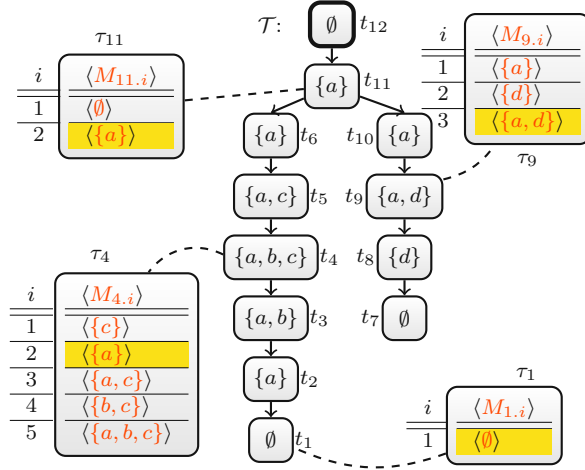 𝒯: ∅ t₁₂
{a} t₁₁
{a} t₆
t₁₀ {a}
{a, c} t₅
t₉ {a, d}
{a, b, c} t₄
t₈ {d}
{a, b} t₃
t₇ ∅
{a} t₂
∅ t₁
τ₁₁
i ⟨M₁₁.ᵢ⟩
1 ⟨∅⟩
2 ⟨{a}⟩
i ⟨M₉.ᵢ⟩
1 ⟨{a}⟩
2 ⟨{d}⟩
3 ⟨{a, d}⟩
τ₉
τ₄
i ⟨M₄.ᵢ⟩
1 ⟨{c}⟩
2 ⟨{a}⟩
3 ⟨{a, c}⟩
4 ⟨{b, c}⟩
5 ⟨{a, b, c}⟩
τ₁
i ⟨M₁.ᵢ⟩
1 ⟨∅⟩